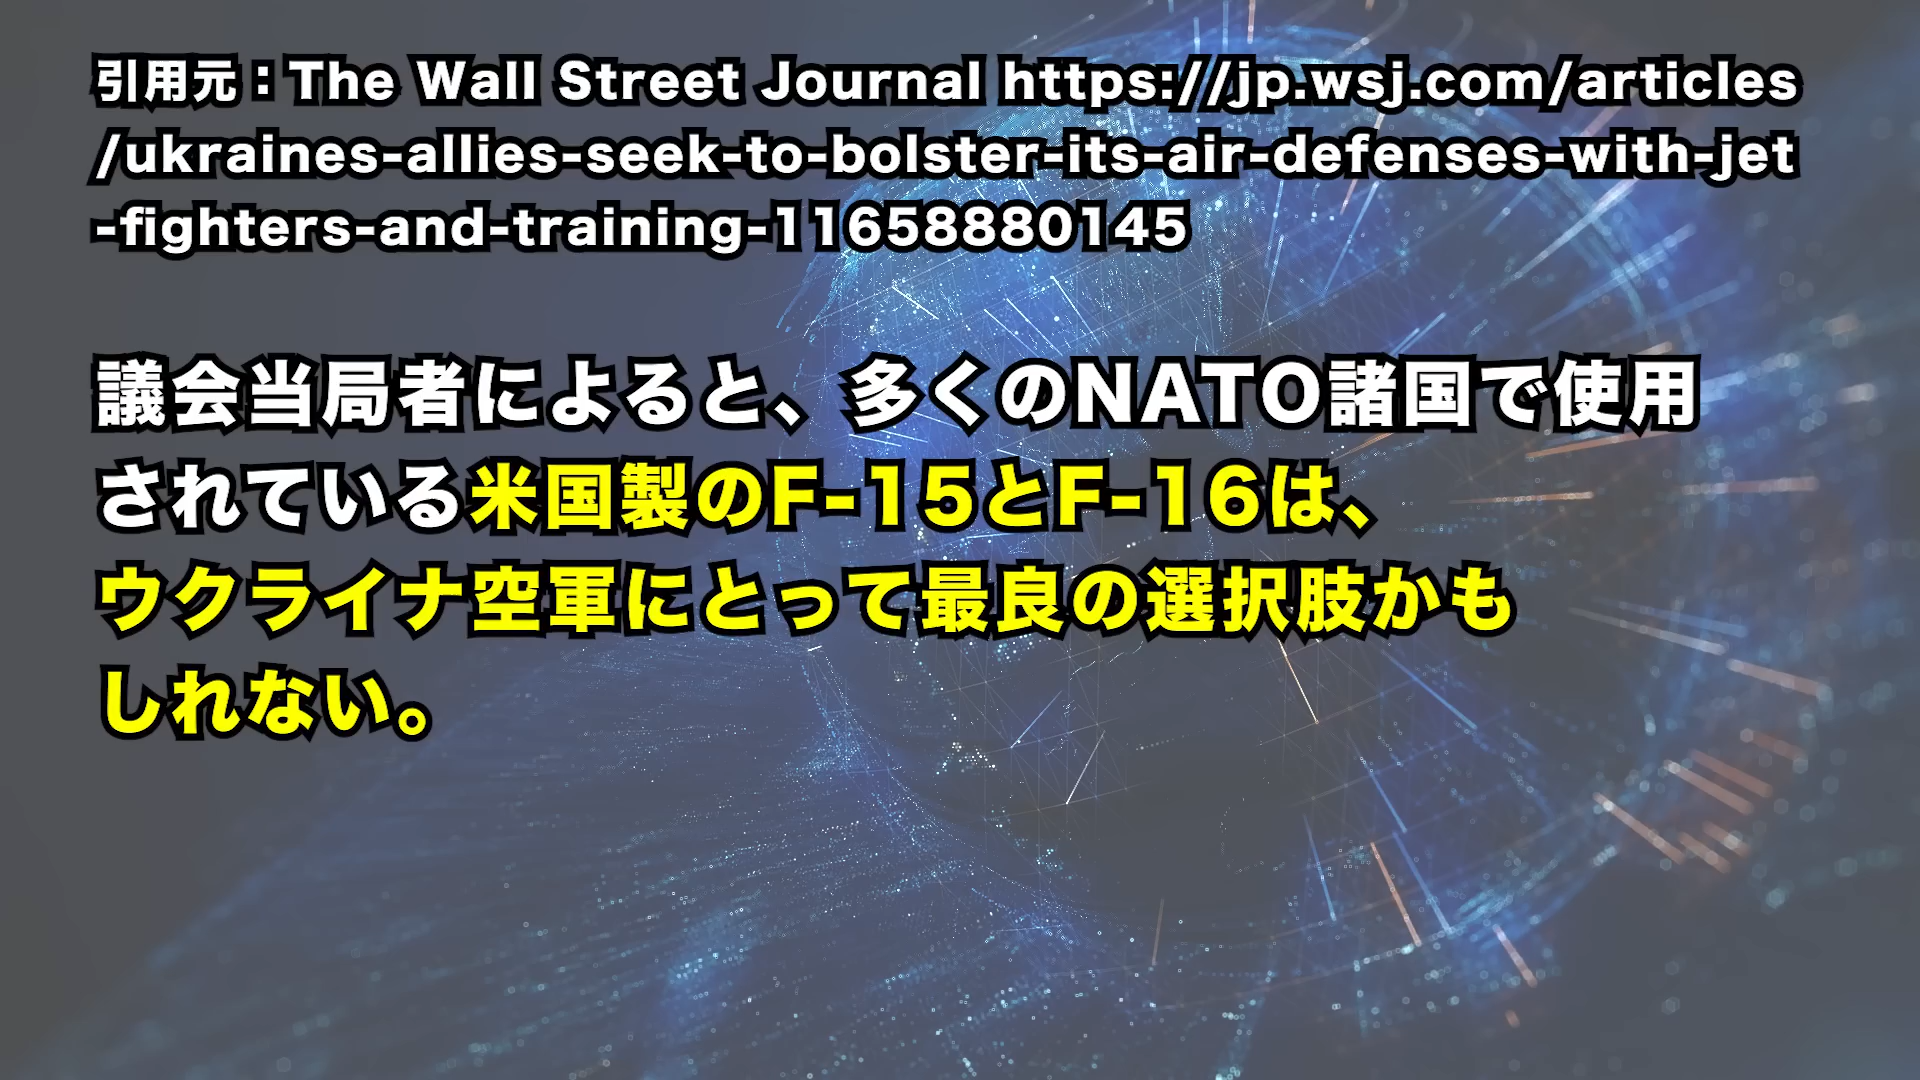 引用元：The Wall Street Journal https://jp.wsj.com/articles
/ukraines-allies-seek-to-bolster-its-air-defenses-with-jet
-fighters-and-training-11658880145
議会当局者によると、多くのNATO諸国で使用
されている米国製のF-15とF-16は、
ウクライナ空軍にとって最良の選択肢かも
しれない。